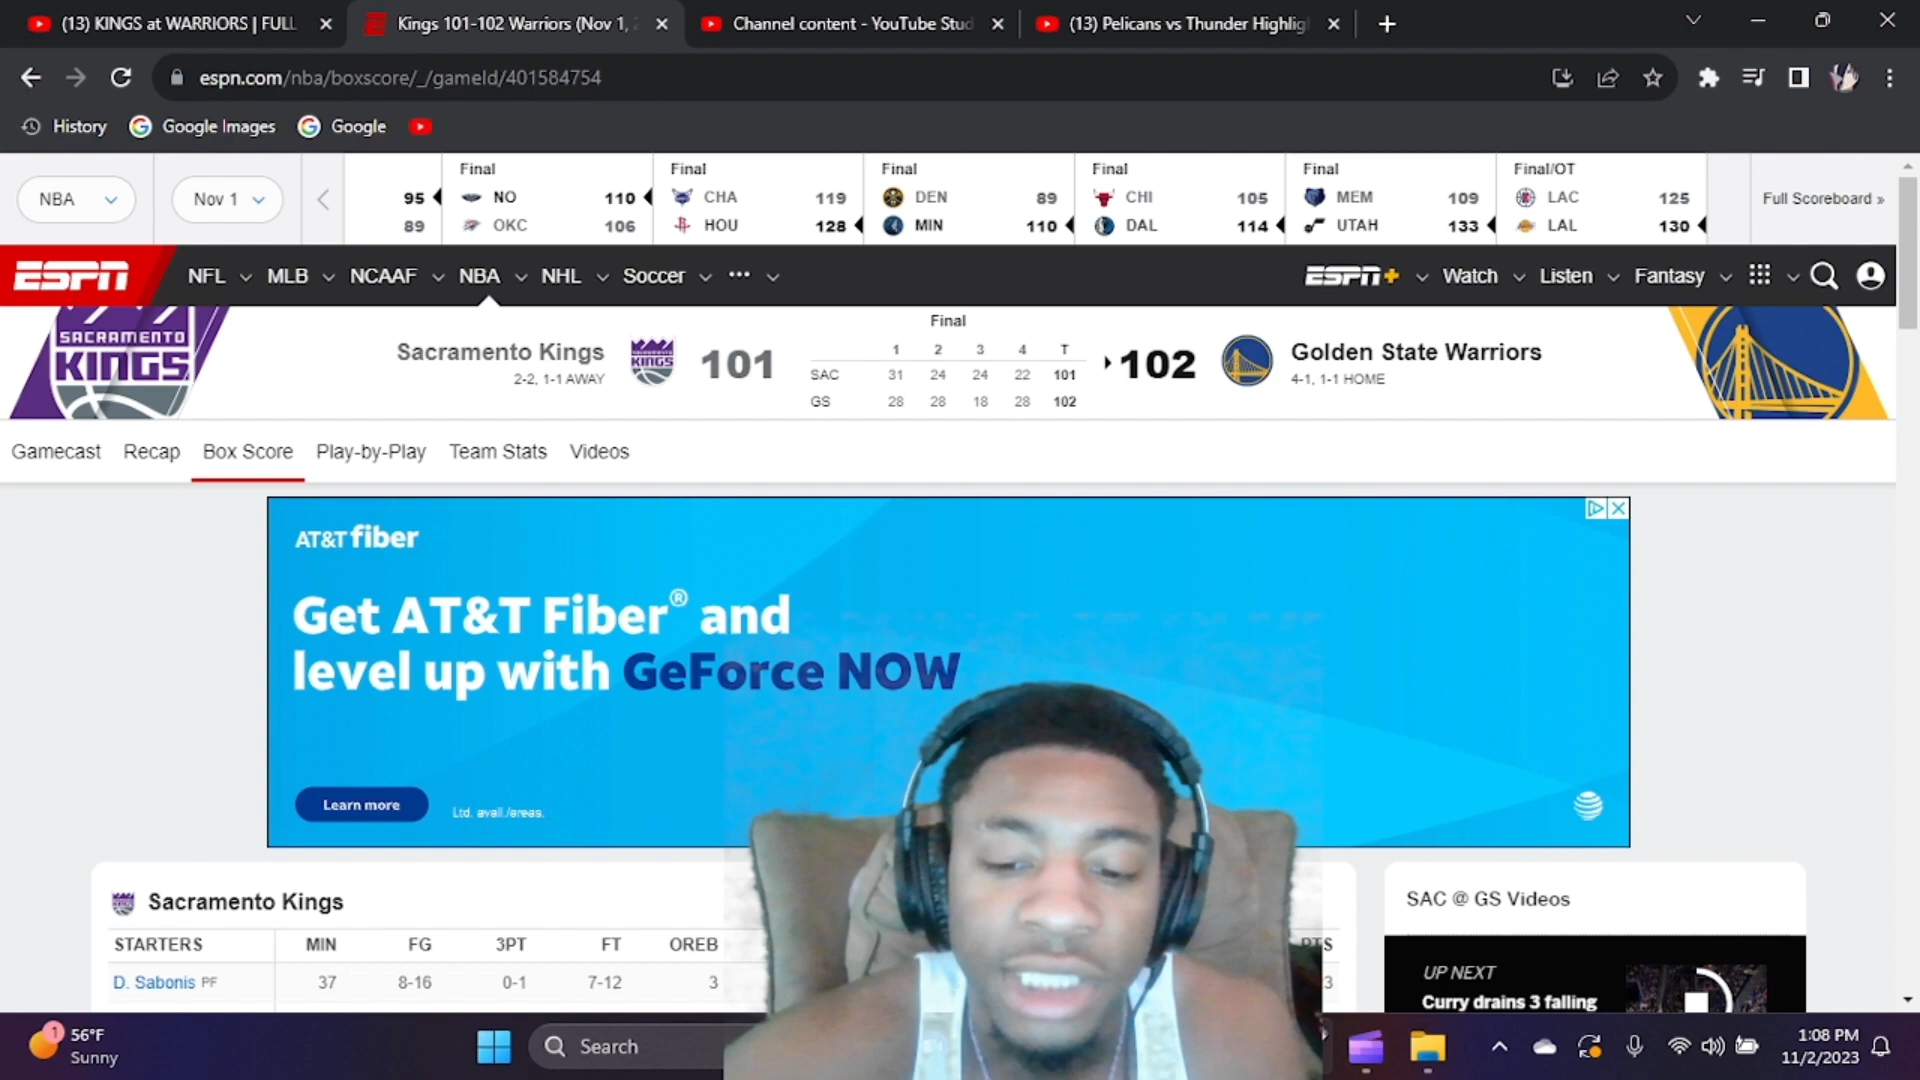 (13) KINGS at WARRIORS | FULL
Kings 101-102 Warriors (Nov 1, 2
Channel content - YouTube Stud
(13) Pelicans vs Thunder Highlig
espn.com/nba/boxscore/_/gameId/401584754
History
Google Images
Google
NBA
Nov 1
95
89
Final
NO 110
OKC 106
Final
CHA 119
HOU 128
Final
DEN 89
MIN 110
Final
CHI 105
DAL 114
Final
MEM 109
UTAH 133
Final/OT
LAC 125
LAL 130
Full Scoreboard »
ESPN
NFL
MLB
NCAAF
NBA
NHL
Soccer
•••
ESPN+
Watch
Listen
Fantasy
SACRAMENTO
KINGS
Sacramento Kings
2-2, 1-1 AWAY
KINGS
101
Final
1 2 3 4 T
SAC 31 24 24 22 101
GS 28 28 18 28 102
102
Golden State Warriors
4-1, 1-1 HOME
Gamecast
Recap
Box Score
Play-by-Play
Team Stats
Videos
AT&T fiber
Get AT&T Fiber® and
level up with GeForce NOW
Learn more
Ltd. avail./areas.
Sacramento Kings
STARTERS MIN FG 3PT FT OREB
D. Sabonis PF 37 8-16 0-1 7-12 3
SAC @ GS Videos
UP NEXT
Curry drains 3 falling
1
56°F
Sunny
Search
1:08 PM
11/2/2023